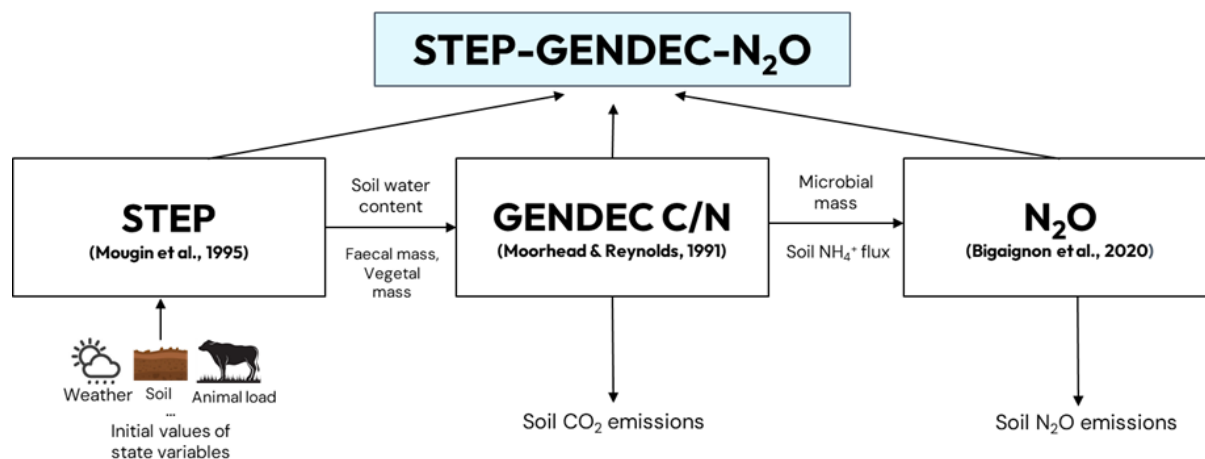 STEP-GENDEC-N₂O
STEP
(Mougin et al., 1995)
Soil water
content
Faecal mass,
Vegetal
mass
GENDEC C/N
(Moorhead & Reynolds, 1991)
Microbial
mass
Soil NH₄⁺ flux
N₂O
(Bigaignon et al., 2020)
Weather
Soil
Animal load
...
Initial values of
state variables
Soil CO₂ emissions
Soil N₂O emissions